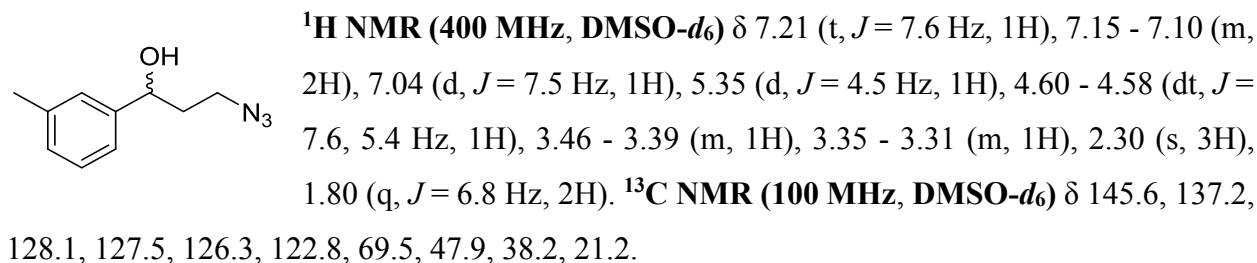 ¹H NMR (400 MHz, DMSO-d₆) δ 7.21 (t, J = 7.6 Hz, 1H), 7.15 - 7.10 (m,
2H), 7.04 (d, J = 7.5 Hz, 1H), 5.35 (d, J = 4.5 Hz, 1H), 4.60 - 4.58 (dt, J =
7.6, 5.4 Hz, 1H), 3.46 - 3.39 (m, 1H), 3.35 - 3.31 (m, 1H), 2.30 (s, 3H),
1.80 (q, J = 6.8 Hz, 2H). ¹³C NMR (100 MHz, DMSO-d₆) δ 145.6, 137.2,
128.1, 127.5, 126.3, 122.8, 69.5, 47.9, 38.2, 21.2.
OH
N₃